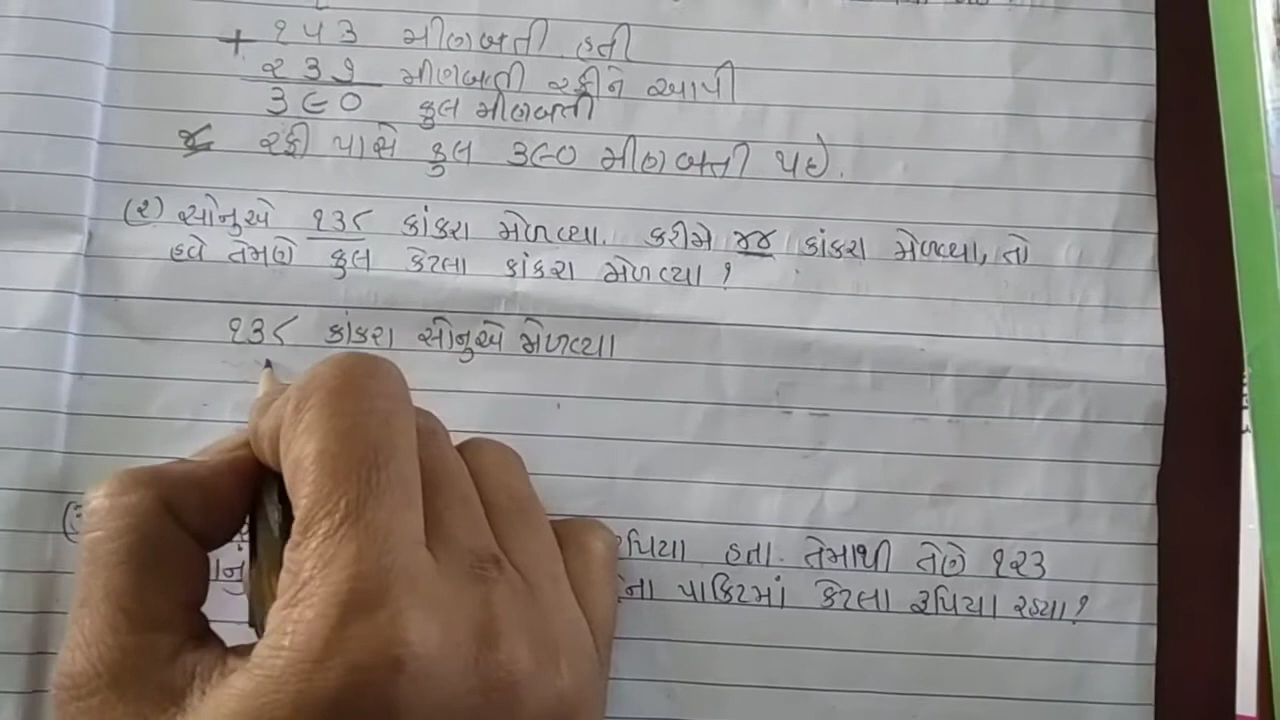 + ૧૫૩ મીણબતી હતી
૨૩૭ મીણબતી રફીને આપી
૩૯૦ કુલ મીણબતી
* રફી પાસે કુલ ૩૯૦ મીણબતી થઈ.
(૨) સોનુએ ૧૩૮ કાંકરા મેળવ્યા. કરીમે ૪૪ કાંકરા મેળવ્યા, તો
હવે તેમણે કુલ કેટલા કાંકરા મેળવ્યા ?
૧૩૮ કાંકરા સોનુએ મેળવ્યા
હતા. તેમાથી તેણે ૧૨૩
પાકિટમાં કેટલા રૂપિયા રહ્યા ?